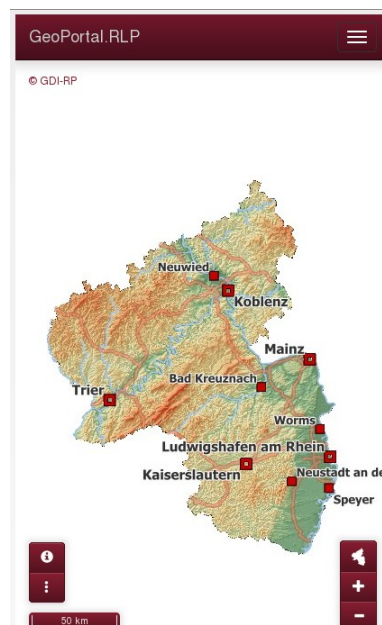 GeoPortal.RLP
© GDI-RP
Neuwied
Koblenz
Mainz
Bad Kreuznach
Trier
Worms
Ludwigshafen am Rhein
Kaiserslautern
Neustadt an de
Speyer
50 km